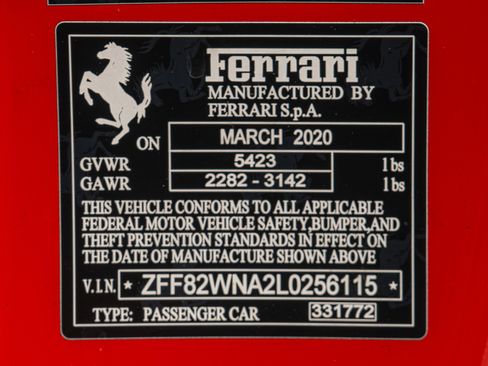 Ferrari
MANUFACTURED BY
FERRARI S.p.A.
ON MARCH 2020
GVWR 5423 lbs
GAWR 2282 - 3142 lbs
THIS VEHICLE CONFORMS TO ALL APPLICABLE
FEDERAL MOTOR VEHICLE SAFETY,BUMPER,AND
THEFT PREVENTION STANDARDS IN EFFECT ON
THE DATE OF MANUFACTURE SHOWN ABOVE
V.I.N. * ZFF82WNA2L0256115 *
TYPE: PASSENGER CAR 331772